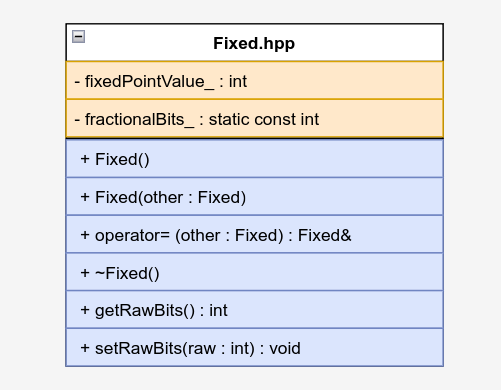 Fixed.hpp
- fixedPointValue_ : int
- fractionalBits_ : static const int
+ Fixed()
+ Fixed(other : Fixed)
+ operator= (other : Fixed) : Fixed&
+ ~Fixed()
+ getRawBits() : int
+ setRawBits(raw : int) : void